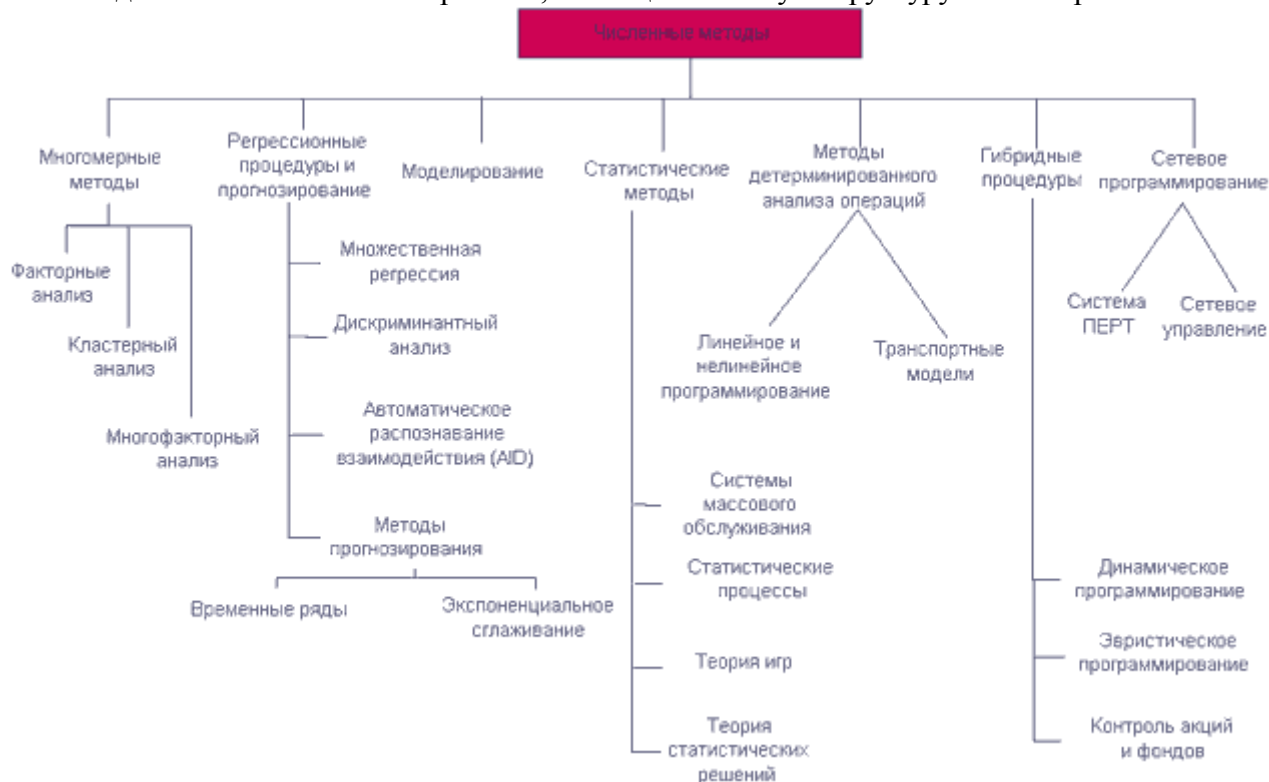 Численные методы
Многомерные
методы
Регрессионные
процедуры и
прогнозирование
Моделирование
Статистические
методы
Методы
детерминированного
анализа операций
Гибридные
процедуры
Сетевое
программирование
Факторные
анализ
Кластерный
анализ
Многофакторный
анализ
Множественная
регрессия
Дискриминантный
анализ
Автоматическое
распознавание
взаимодействия (AID)
Методы
прогнозирования
Временные ряды
Экспоненциальное
сглаживание
Системы
массового
обслуживания
Статистические
процессы
Теория игр
Теория
статистических
решений
Линейное и
нелинейное
программирование
Транспортные
модели
Динамическое
программирование
Эвристическое
программирование
Контроль акций
и фондов
Система
ПЕРТ
Сетевое
управление